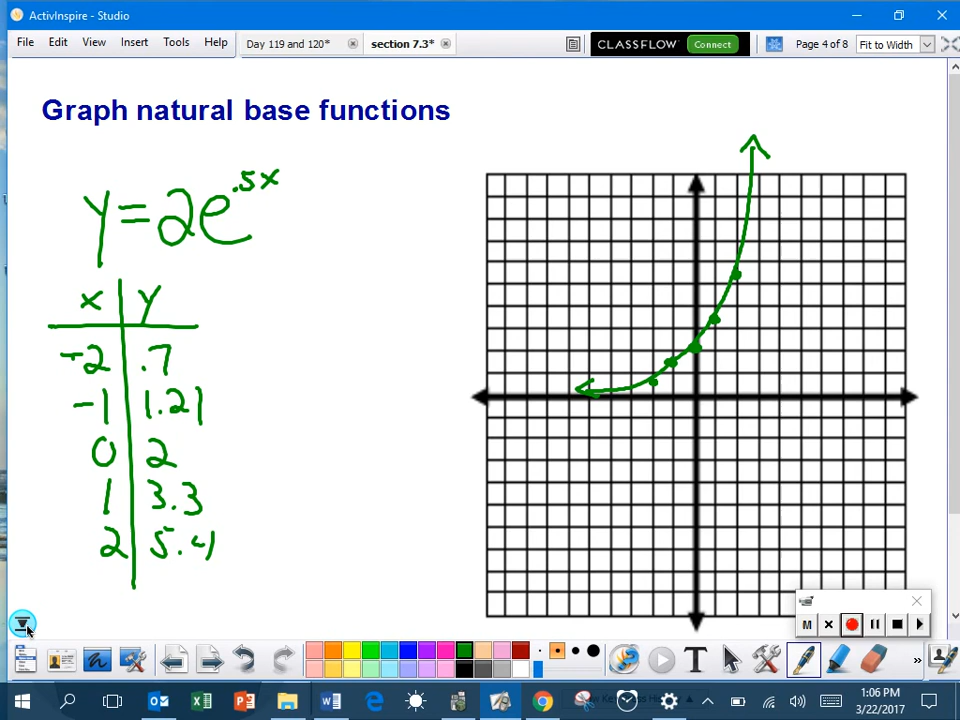 ActivInspire - Studio
File Edit View Insert Tools Help Day 119 and 120* section 7.3* CLASSFLOW Connect Page 4 of 8 Fit to Width
Graph natural base functions
y=2e^.5x
x y
-2 .7
-1 1.21
0 2
1 3.3
2 5.4
M
T
1:06 PM
3/22/2017